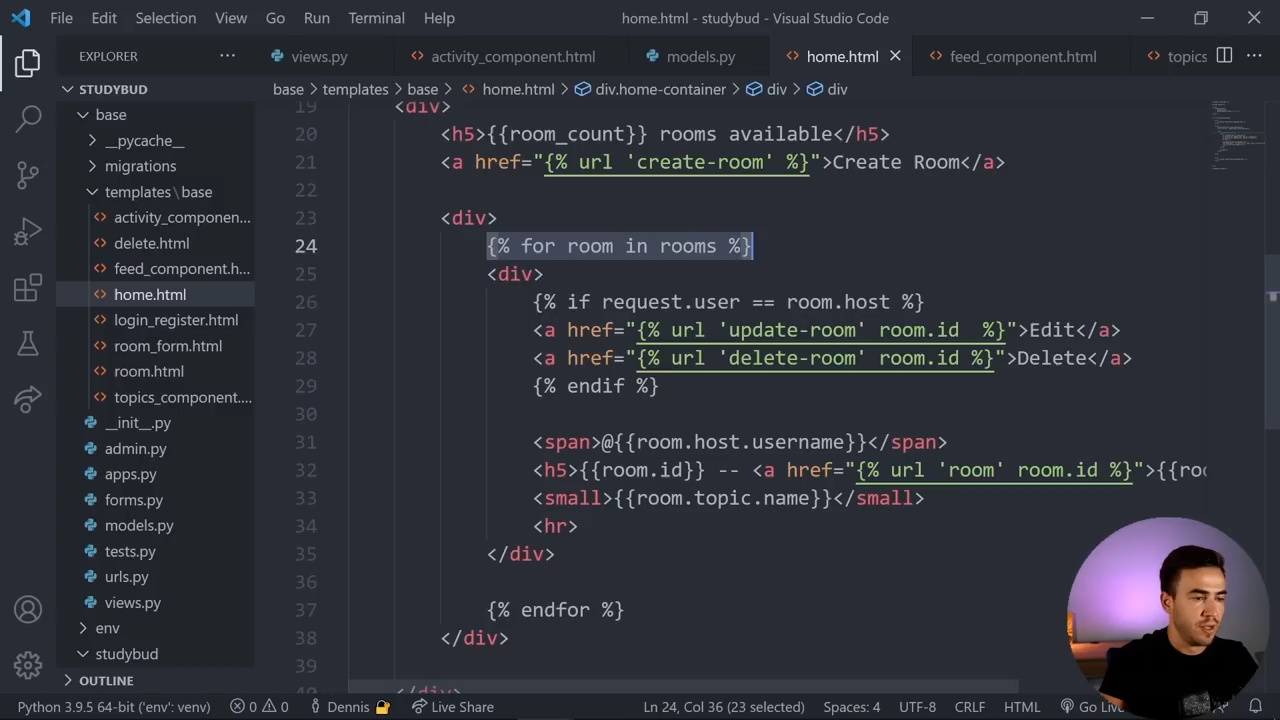 File Edit Selection View Go Run Terminal Help home.html - studybud - Visual Studio Code
EXPLORER ··· views.py activity_component.html models.py home.html feed_component.html topics ···
STUDYBUD
base > templates > base > home.html > div.home-container > div > div
base
__pycache__
migrations
templates\base
activity_componen...
delete.html
feed_component.h...
home.html
login_register.html
room_form.html
room.html
topics_component....
__init__.py
admin.py
apps.py
forms.py
models.py
tests.py
urls.py
views.py
env
studybud
OUTLINE
19 <div>
20 <h5>{{room_count}} rooms available</h5>
21 <a href="{% url 'create-room' %}">Create Room</a>
22
23 <div>
24 {% for room in rooms %}
25 <div>
26 {% if request.user == room.host %}
27 <a href="{% url 'update-room' room.id  %}">Edit</a>
28 <a href="{% url 'delete-room' room.id %}">Delete</a>
29 {% endif %}
30
31 <span>@{{room.host.username}}</span>
32 <h5>{{room.id}} -- <a href="{% url 'room' room.id %}">{{roo
33 <small>{{room.topic.name}}</small>
34 <hr>
35 </div>
36
37 {% endfor %}
38 </div>
39
40 </div>
Python 3.9.5 64-bit ('env': venv) 0 0 Dennis Live Share Ln 24, Col 36 (23 selected) Spaces: 4 UTF-8 CRLF HTML Go Live